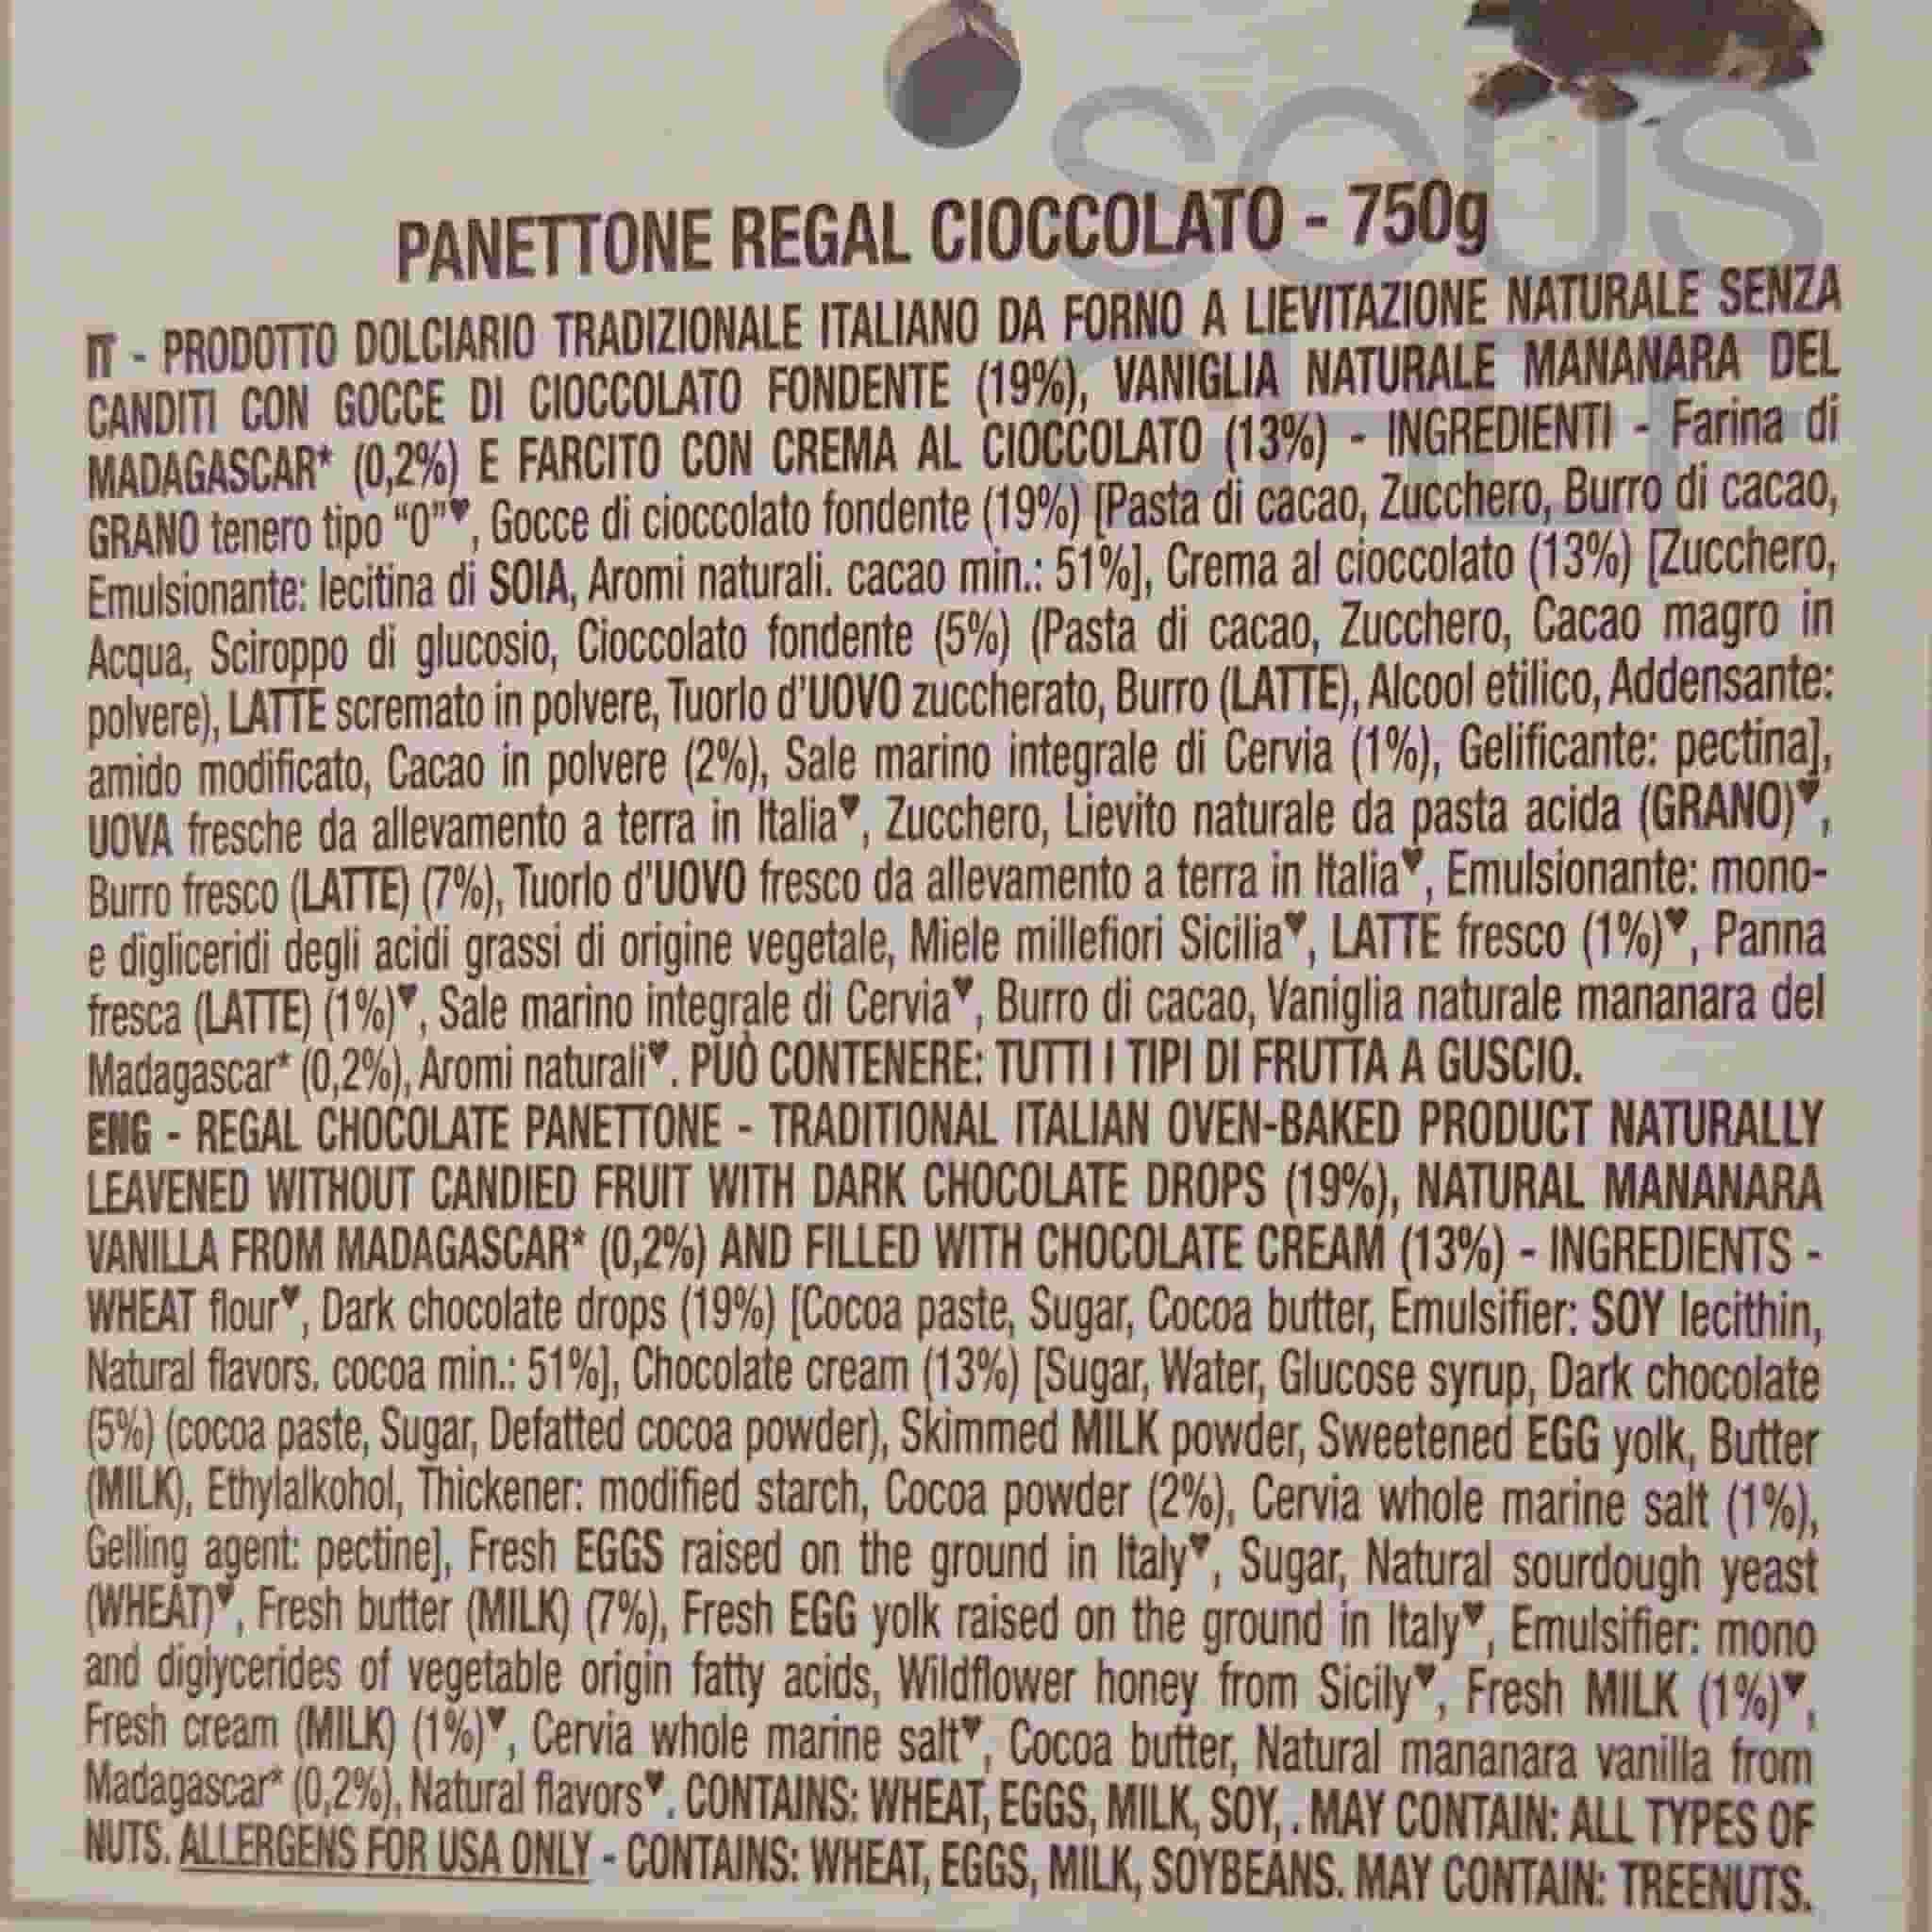 SOUS
CHEF
PANETTONE REGAL CIOCCOLATO - 750g
IT - PRODOTTO DOLCIARIO TRADIZIONALE ITALIANO DA FORNO A LIEVITAZIONE NATURALE SENZA
CANDITI CON GOCCE DI CIOCCOLATO FONDENTE (19%), VANIGLIA NATURALE MANANARA DEL
MADAGASCAR* (0,2%) E FARCITO CON CREMA AL CIOCCOLATO (13%) - INGREDIENTI - Farina di
GRANO tenero tipo “0”♥, Gocce di cioccolato fondente (19%) [Pasta di cacao, Zucchero, Burro di cacao,
Emulsionante: lecitina di SOIA, Aromi naturali. cacao min.: 51%], Crema al cioccolato (13%) [Zucchero,
Acqua, Sciroppo di glucosio, Cioccolato fondente (5%) (Pasta di cacao, Zucchero, Cacao magro in
polvere), LATTE scremato in polvere, Tuorlo d’UOVO zuccherato, Burro (LATTE), Alcool etilico, Addensante:
amido modificato, Cacao in polvere (2%), Sale marino integrale di Cervia (1%), Gelificante: pectina],
UOVA fresche da allevamento a terra in Italia♥, Zucchero, Lievito naturale da pasta acida (GRANO)♥,
Burro fresco (LATTE) (7%), Tuorlo d'UOVO fresco da allevamento a terra in Italia♥, Emulsionante: mono-
e digliceridi degli acidi grassi di origine vegetale, Miele millefiori Sicilia♥, LATTE fresco (1%)♥, Panna
fresca (LATTE) (1%)♥, Sale marino integrale di Cervia♥, Burro di cacao, Vaniglia naturale mananara del
Madagascar* (0,2%), Aromi naturali♥. PUÒ CONTENERE: TUTTI I TIPI DI FRUTTA A GUSCIO.
ENG - REGAL CHOCOLATE PANETTONE - TRADITIONAL ITALIAN OVEN-BAKED PRODUCT NATURALLY
LEAVENED WITHOUT CANDIED FRUIT WITH DARK CHOCOLATE DROPS (19%), NATURAL MANANARA
VANILLA FROM MADAGASCAR* (0,2%) AND FILLED WITH CHOCOLATE CREAM (13%) - INGREDIENTS -
WHEAT flour♥, Dark chocolate drops (19%) [Cocoa paste, Sugar, Cocoa butter, Emulsifier: SOY lecithin,
Natural flavors. cocoa min.: 51%], Chocolate cream (13%) [Sugar, Water, Glucose syrup, Dark chocolate
(5%) (cocoa paste, Sugar, Defatted cocoa powder), Skimmed MILK powder, Sweetened EGG yolk, Butter
(MILK), Ethylalkohol, Thickener: modified starch, Cocoa powder (2%), Cervia whole marine salt (1%),
Gelling agent: pectine], Fresh EGGS raised on the ground in Italy♥, Sugar, Natural sourdough yeast
(WHEAT)♥, Fresh butter (MILK) (7%), Fresh EGG yolk raised on the ground in Italy♥, Emulsifier: mono
and diglycerides of vegetable origin fatty acids, Wildflower honey from Sicily♥, Fresh MILK (1%)♥,
Fresh cream (MILK) (1%)♥, Cervia whole marine salt♥, Cocoa butter, Natural mananara vanilla from
Madagascar* (0,2%), Natural flavors♥. CONTAINS: WHEAT, EGGS, MILK, SOY, . MAY CONTAIN: ALL TYPES OF
NUTS. ALLERGENS FOR USA ONLY - CONTAINS: WHEAT, EGGS, MILK, SOYBEANS. MAY CONTAIN: TREENUTS.